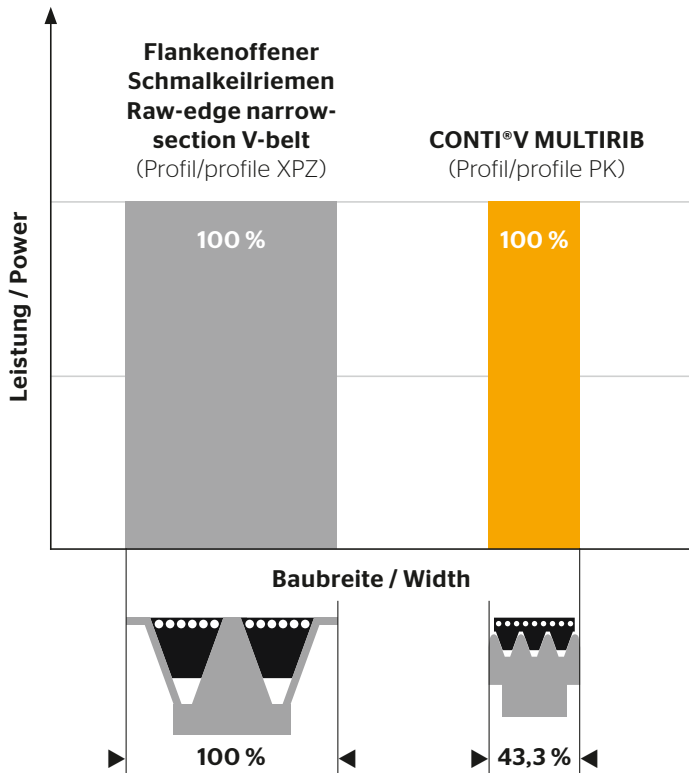 Flankenoffener
Schmalkeilriemen
Raw-edge narrow-
section V-belt
(Profil/profile XPZ)
CONTI®V MULTIRIB
(Profil/profile PK)
100 %
100 %
Leistung / Power
Baubreite / Width
100 %
43,3 %